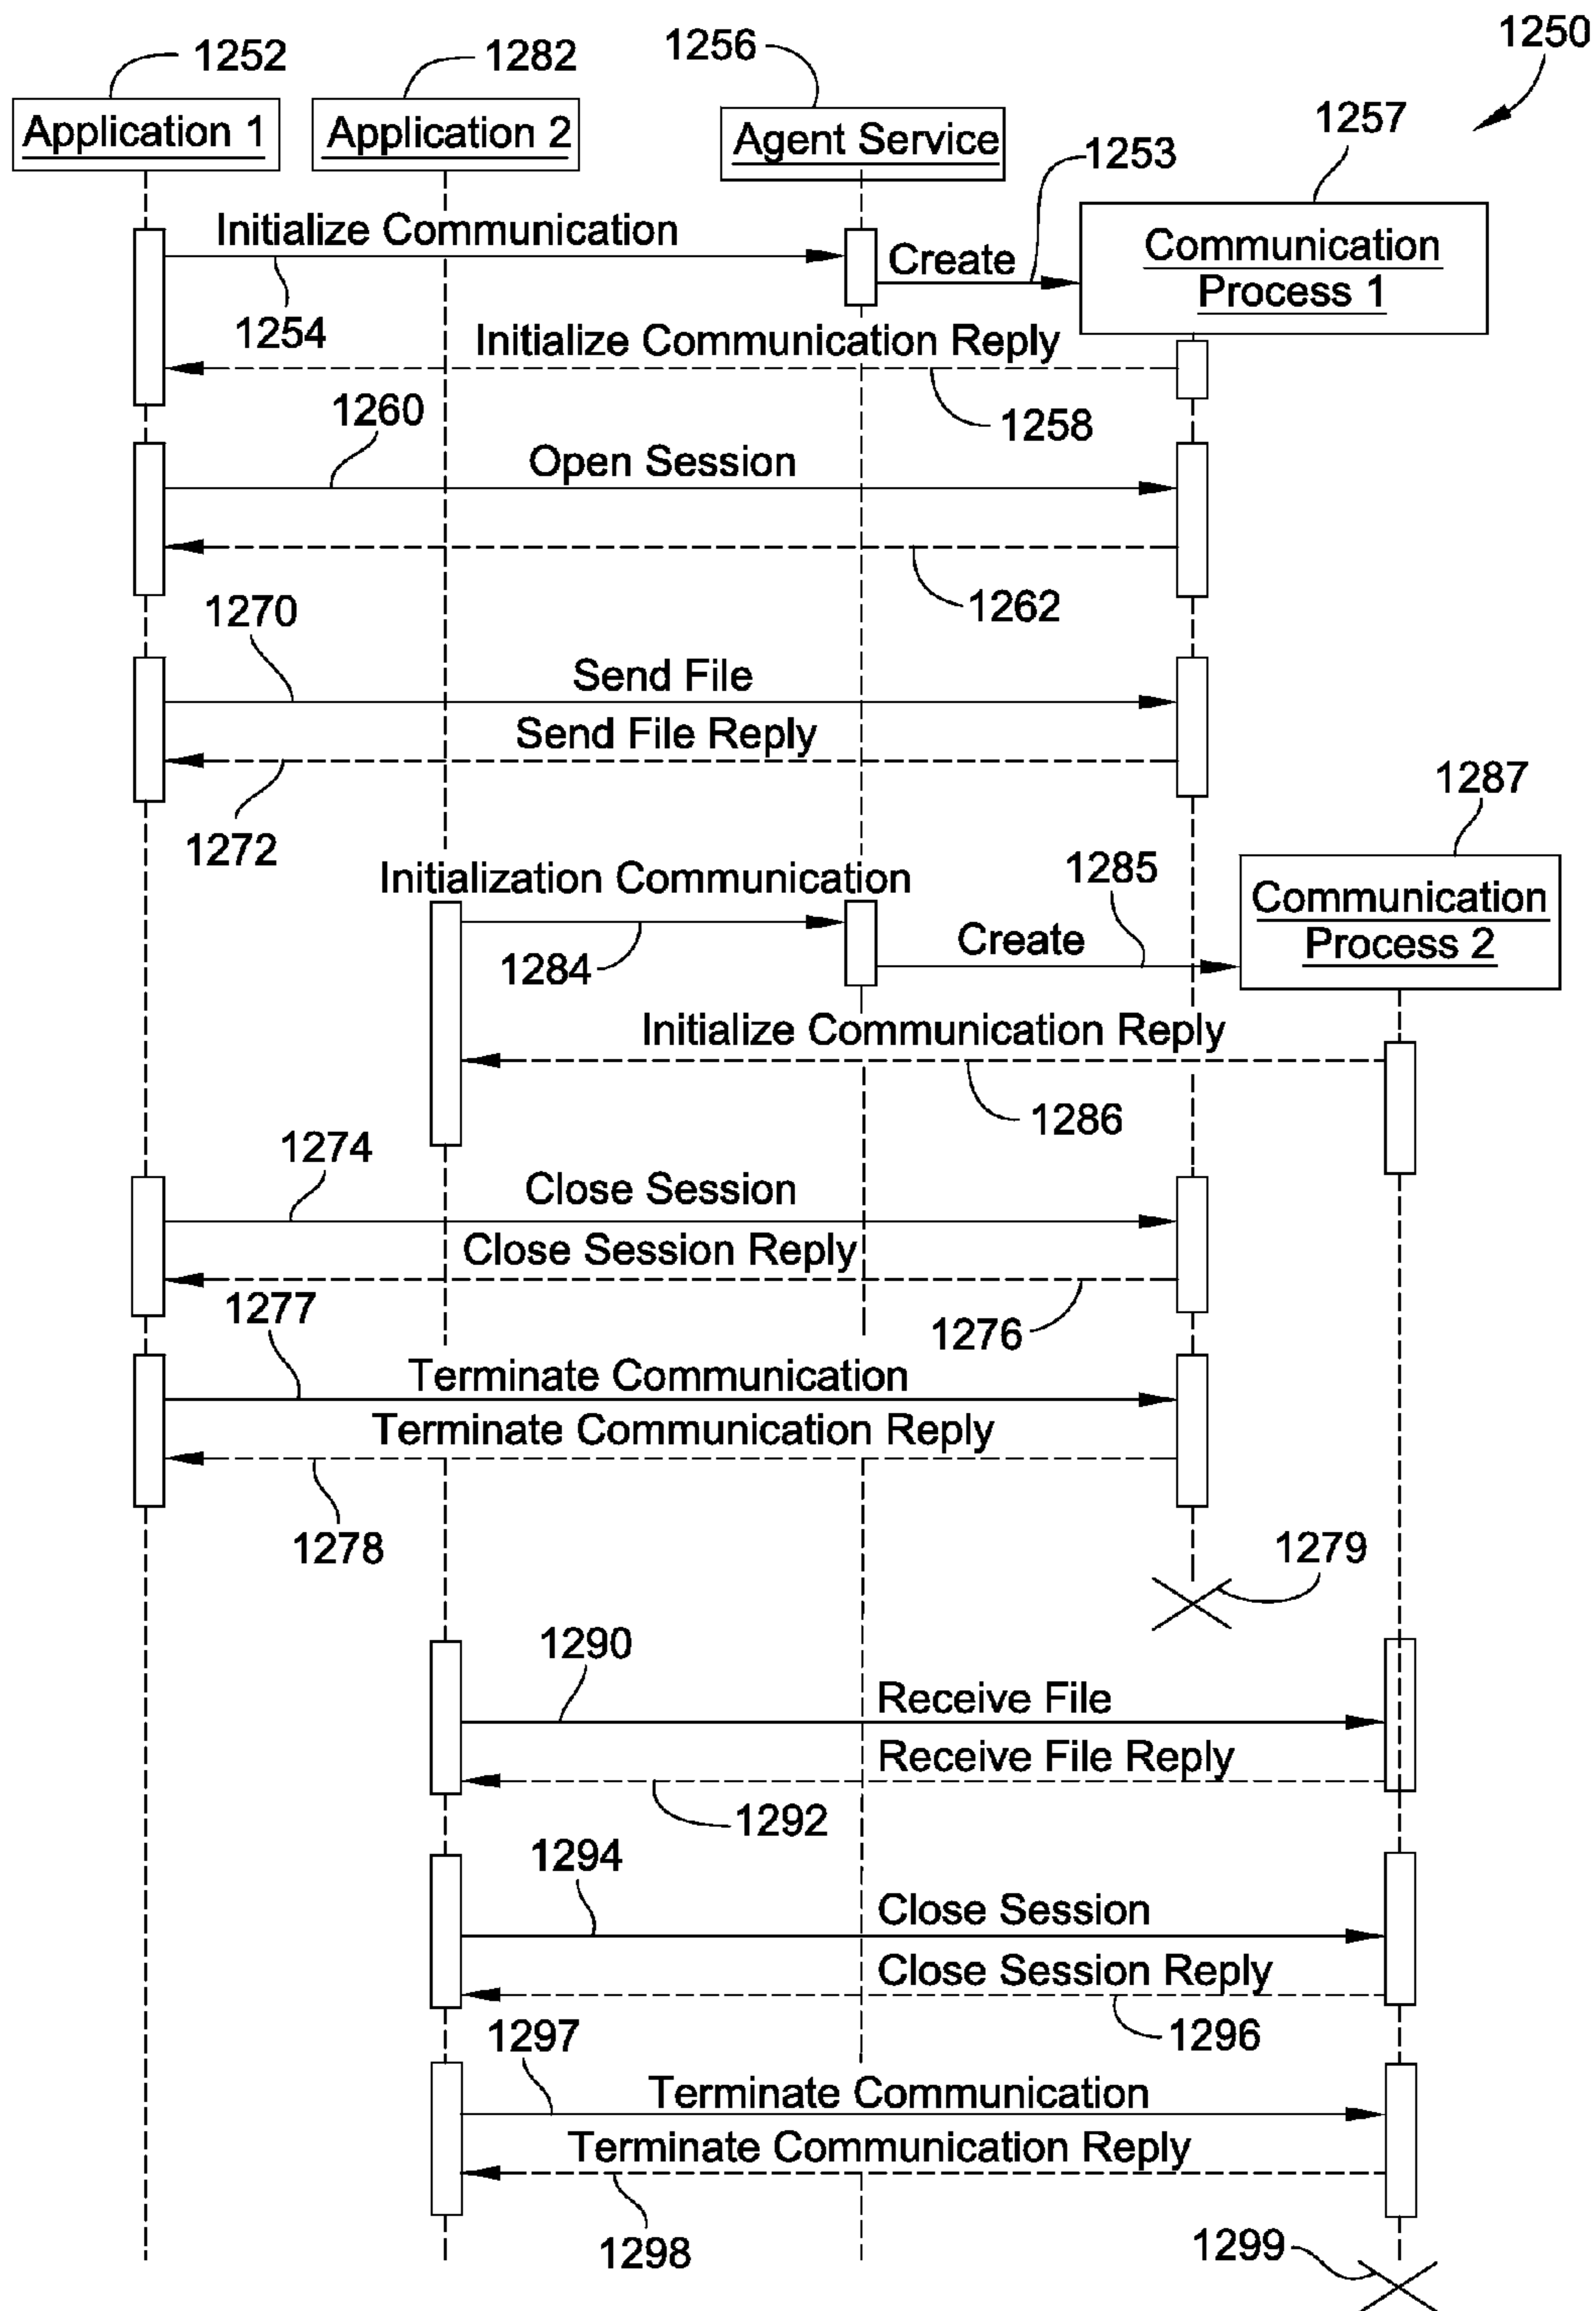 1250
1252
1282
1256
1257
Application 1
Application 2
Agent Service
1253
Initialize Communication
Create
Communication
Process 1
1254
Initialize Communication Reply
1258
1260
Open Session
1262
1270
Send File
Send File Reply
1272
1287
Initialization Communication
1285
Communication
Process 2
Create
1284
Initialize Communication Reply
1286
1274
Close Session
Close Session Reply
1277
1276
Terminate Communication
Terminate Communication Reply
1278
1279
1290
Receive File
Receive File Reply
1292
1294
Close Session
Close Session Reply
1296
1297
Terminate Communication
Terminate Communication Reply
1298
1299